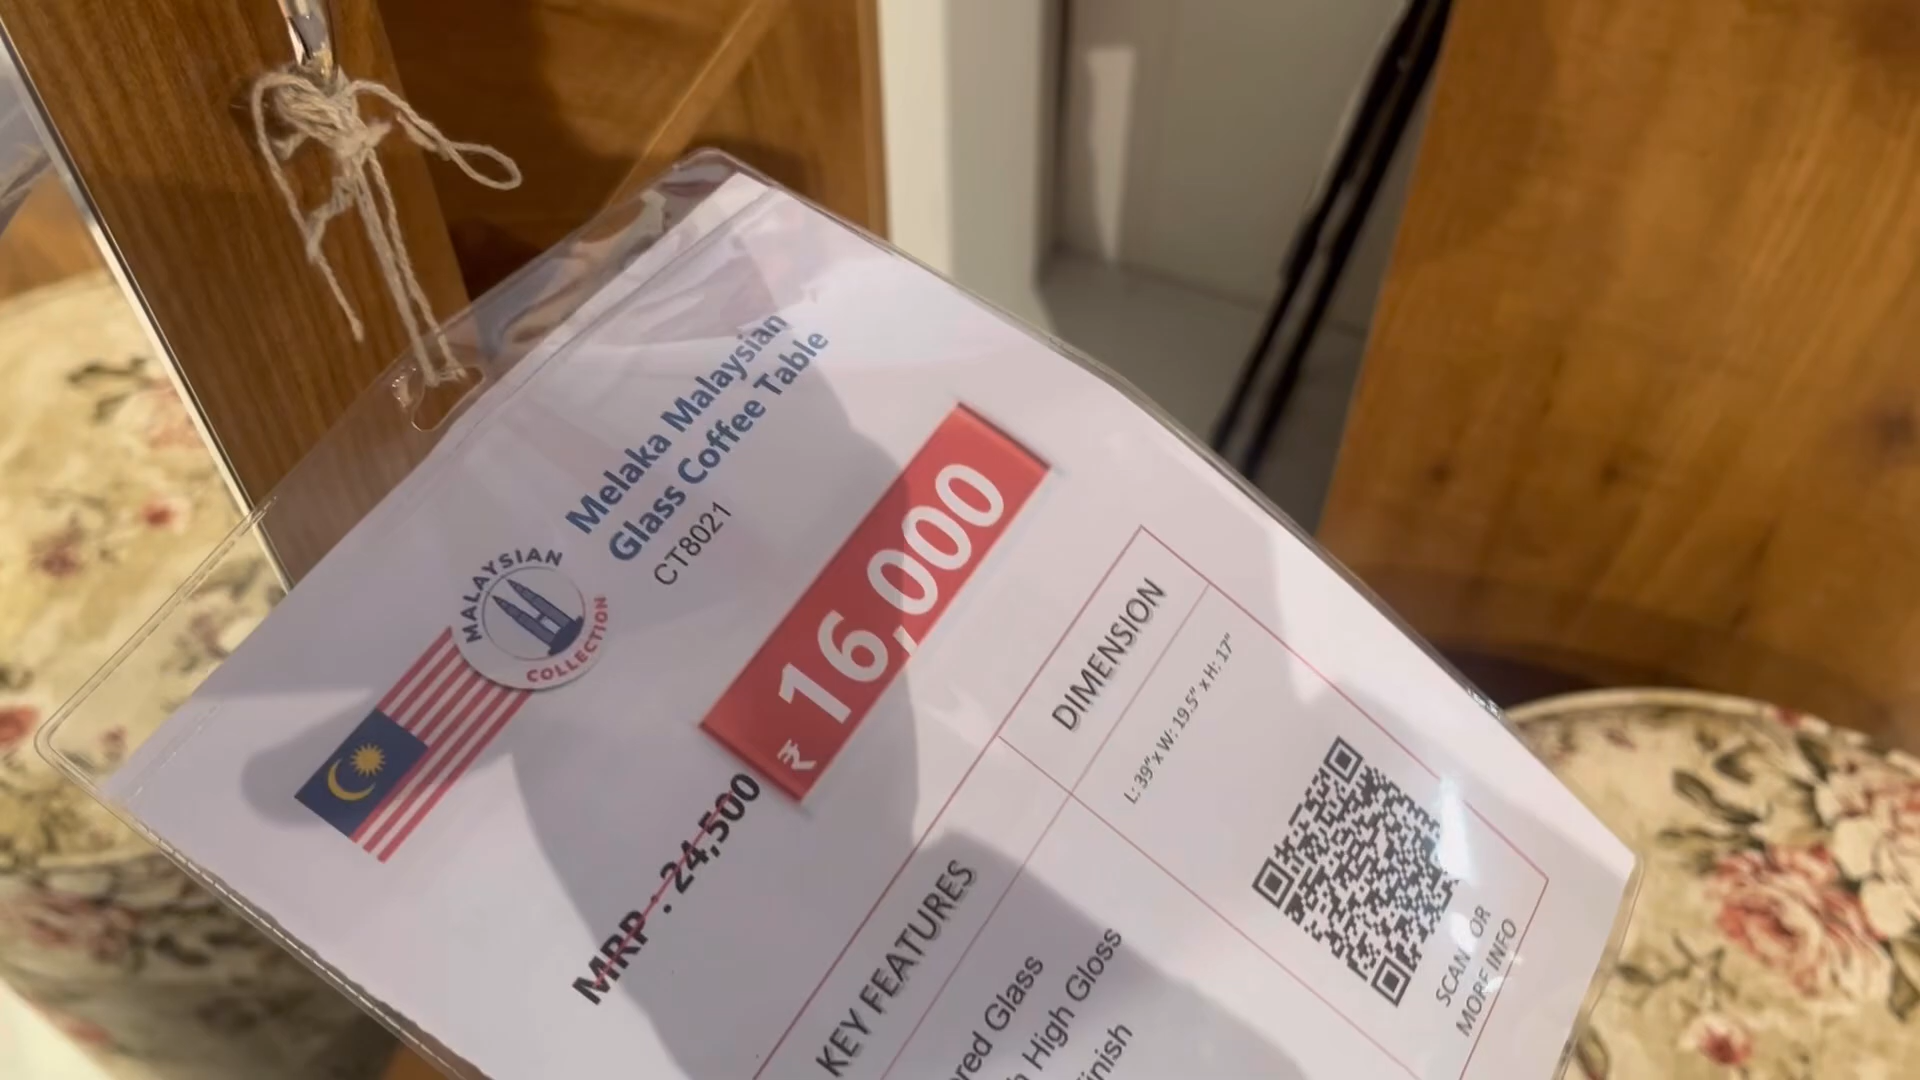 Melaka Malaysian
Glass Coffee Table
CT8021
MALAYSIAN
COLLECTION
MRP : 24,500
₹ 16,000
KEY FEATURES
DIMENSION
L: 39" x W: 19.5" x H: 17"
Glass
High Gloss
SCAN
MORE INFO